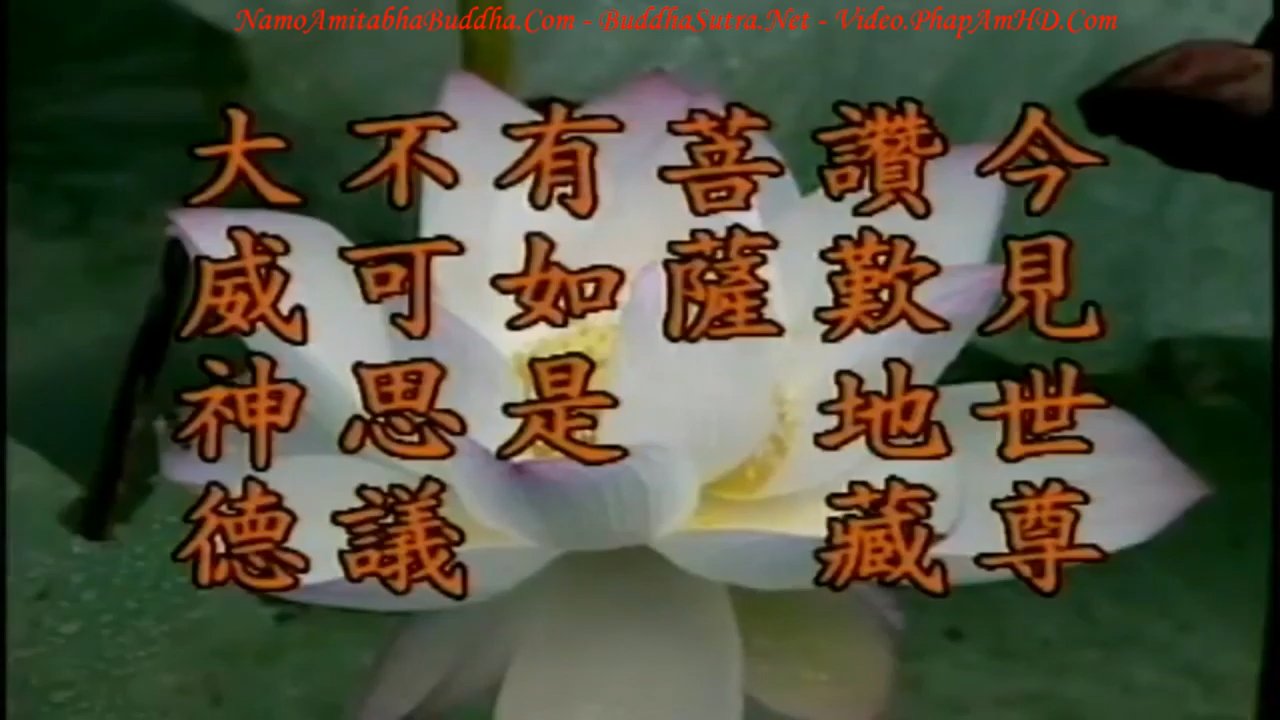 NamoAmitabhaBuddha.Com - BuddhaSutra.Net - Video.PhapAmHD.Com
今見世尊
讚歎地藏
菩薩
有如是
不可思議
大威神德